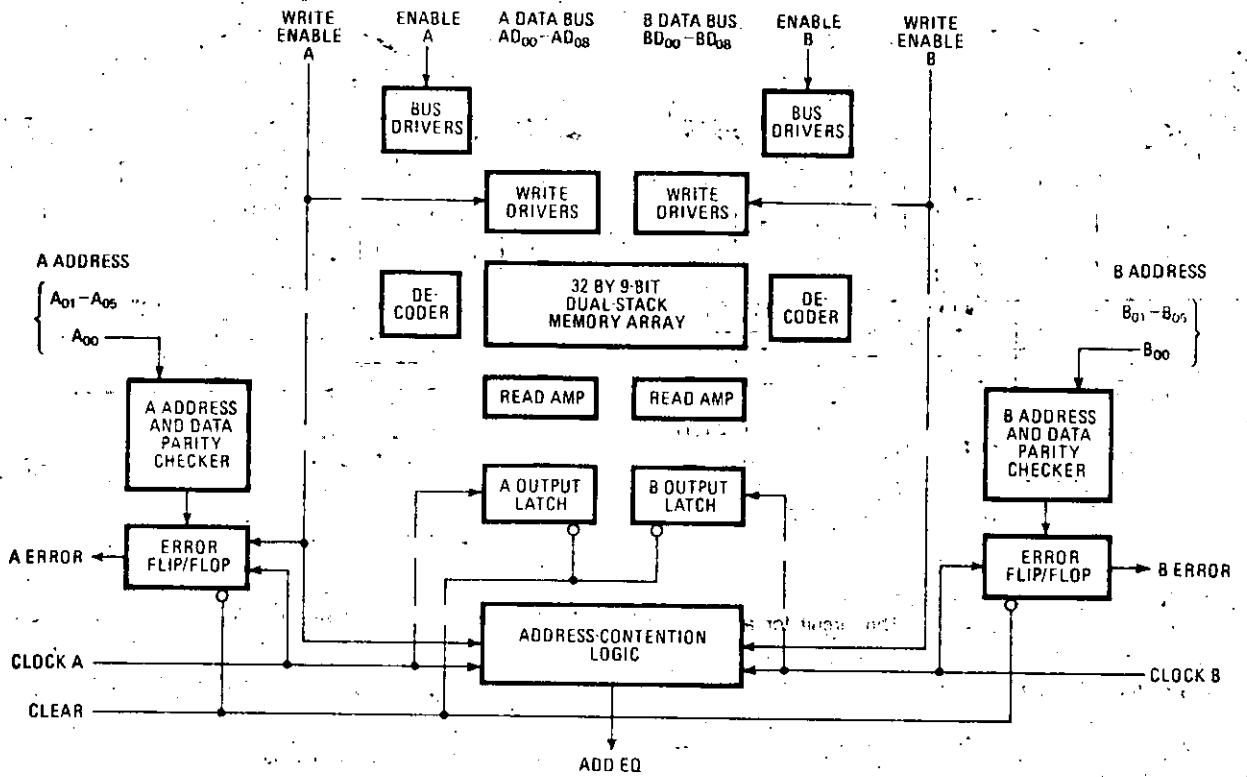 WRITE
ENABLE
A
ENABLE
A
A DATA BUS
AD00–AD08
B DATA BUS
BD00–BD08
ENABLE
B
WRITE
ENABLE
B
BUS
DRIVERS
BUS
DRIVERS
WRITE
DRIVERS
WRITE
DRIVERS
A ADDRESS
A01–A05
A00
DE-
CODER
32 BY 9-BIT
DUAL-STACK
MEMORY ARRAY
DE-
CODER
B ADDRESS
B01–B05
B00
READ AMP
READ AMP
A ADDRESS
AND DATA
PARITY
CHECKER
B ADDRESS
AND DATA
PARITY
CHECKER
A OUTPUT
LATCH
B OUTPUT
LATCH
A ERROR
ERROR
FLIP/FLOP
ERROR
FLIP/FLOP
B ERROR
ADDRESS-CONTENTION
LOGIC
CLOCK A
CLOCK B
CLEAR
ADD EQ